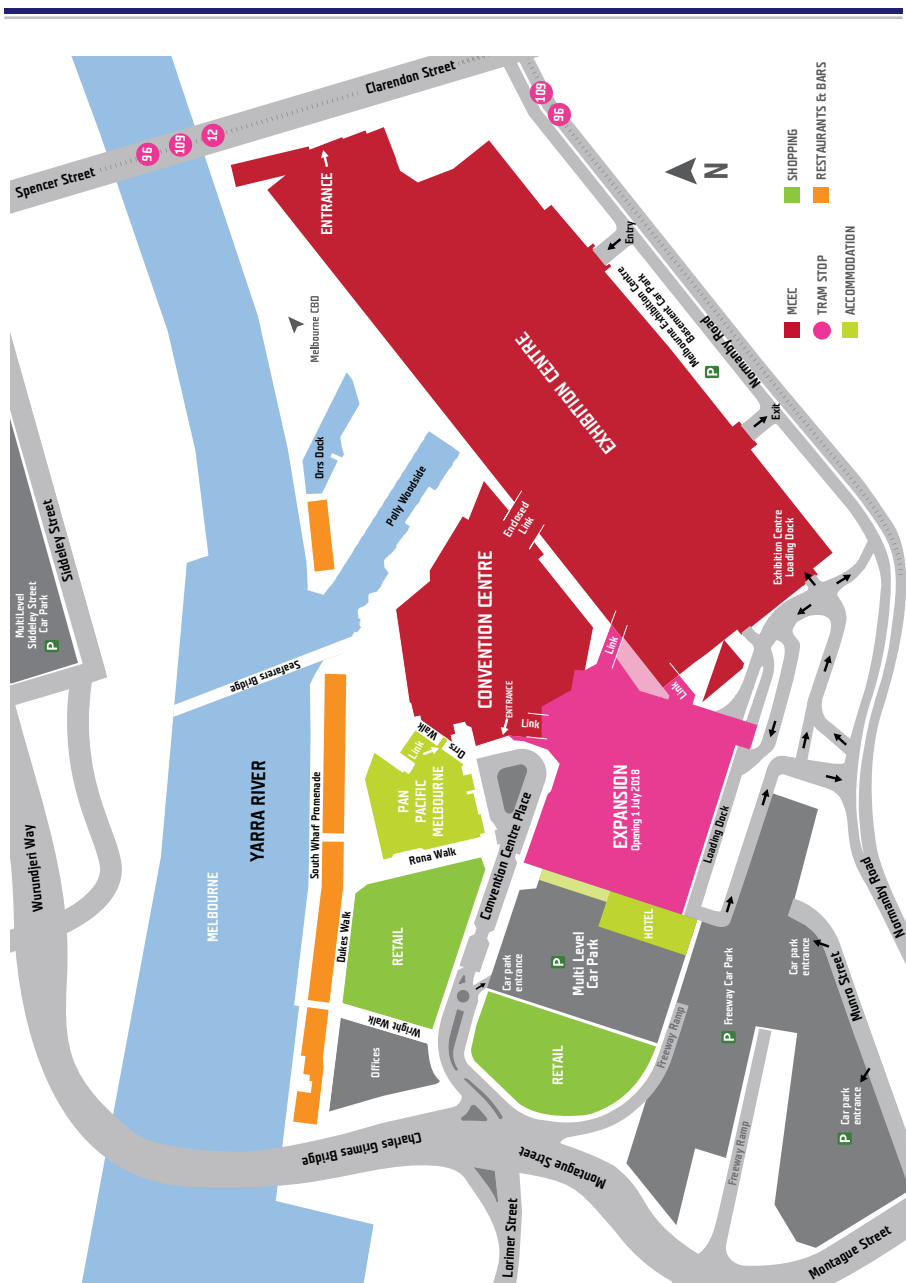 Spencer Street
Clarendon Street
96
109
12
109
96
SHOPPING
RESTAURANTS & BARS
MCEC
TRAM STOP
ACCOMMODATION
N
ENTRANCE
Entry
Melbourne Exhibition Centre
Basement Car Park
P
Normanby Road
Exit
Melbourne CBD
EXHIBITION CENTRE
Orrs Dock
Polly Woodside
Siddeley Street
MultiLevel
Siddeley Street
Car Park
P
Enclosed
Link
Exhibition Centre
Loading Dock
CONVENTION CENTRE
ENTRANCE
Link
Link
Link
Seafarers Bridge
Orrs
Walk
Link
PAN
PACIFIC
MELBOURNE
YARRA RIVER
South Wharf Promenade
Rona Walk
Convention Centre Place
EXPANSION
Opening 1 July 2018
Loading Dock
Wurundjeri Way
MELBOURNE
Dukes Walk
RETAIL
HOTEL
Multi Level
Car Park
P
Car park
entrance
Wright Walk
Offices
RETAIL
Freeway Ramp
P Freeway Car Park
Car park
entrance
Munro Street
Normanby Road
Charles Grimes Bridge
Montague Street
Freeway Ramp
Car park
entrance
P
Lorimer Street
Montague Street